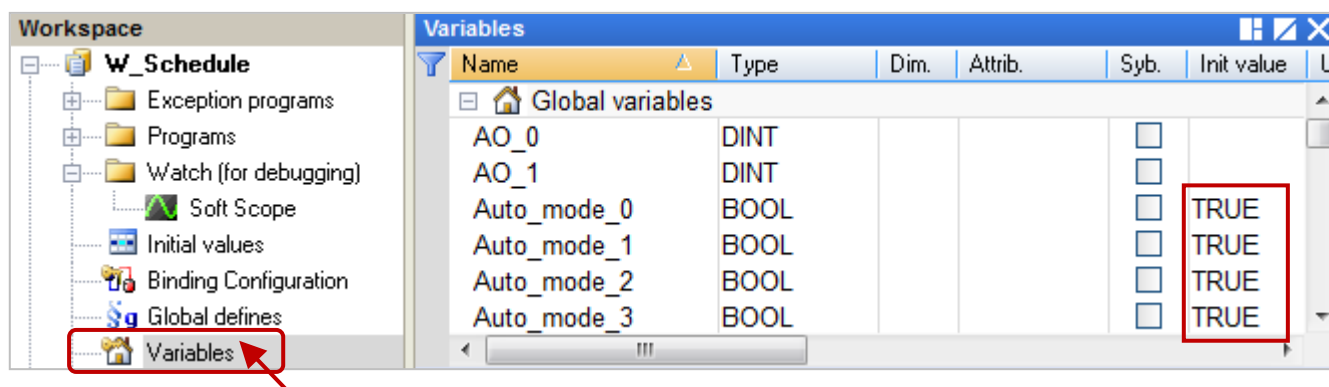 Workspace
W_Schedule
Exception programs
Programs
Watch (for debugging)
Soft Scope
Initial values
Binding Configuration
Global defines
Variables
Variables
Name Type Dim. Attrib. Syb. Init value U
Global variables
AO_0 DINT
AO_1 DINT
Auto_mode_0 BOOL TRUE
Auto_mode_1 BOOL TRUE
Auto_mode_2 BOOL TRUE
Auto_mode_3 BOOL TRUE